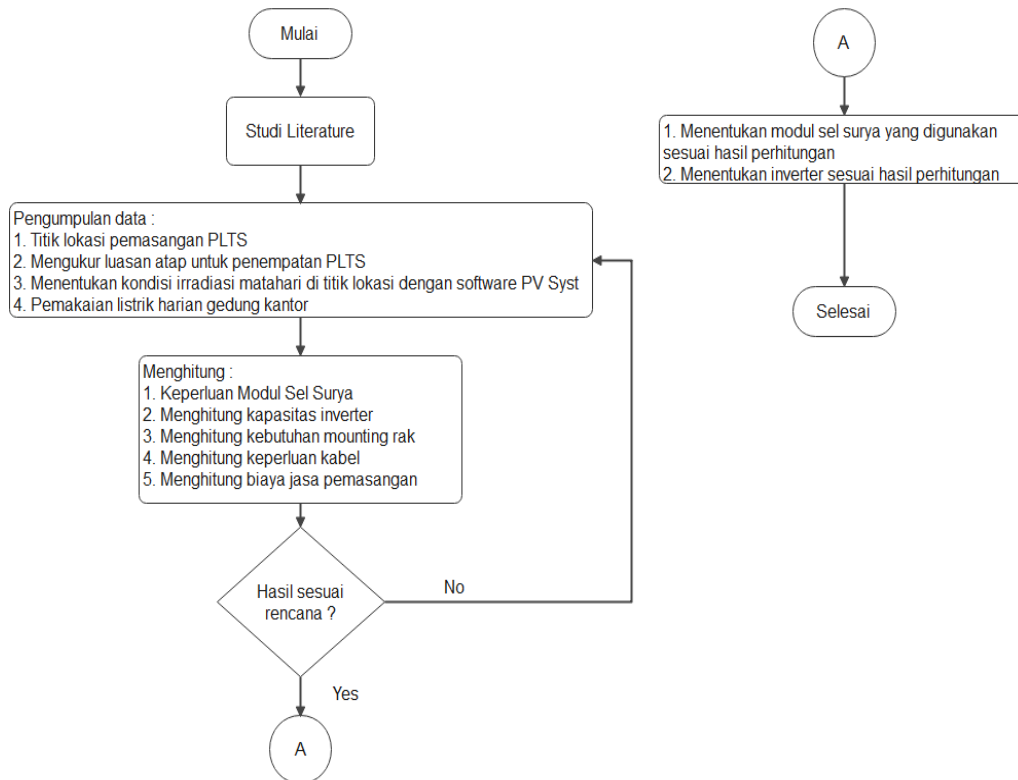 Mulai
Studi Literature
Pengumpulan data :
1. Titik lokasi pemasangan PLTS
2. Mengukur luasan atap untuk penempatan PLTS
3. Menentukan kondisi irradiasi matahari di titik lokasi dengan software PV Syst
4. Pemakaian listrik harian gedung kantor
Menghitung :
1. Keperluan Modul Sel Surya
2. Menghitung kapasitas inverter
3. Menghitung kebutuhan mounting rak
4. Menghitung keperluan kabel
5. Menghitung biaya jasa pemasangan
Hasil sesuai
rencana ?
No
Yes
A
A
1. Menentukan modul sel surya yang digunakan
sesuai hasil perhitungan
2. Menentukan inverter sesuai hasil perhitungan
Selesai